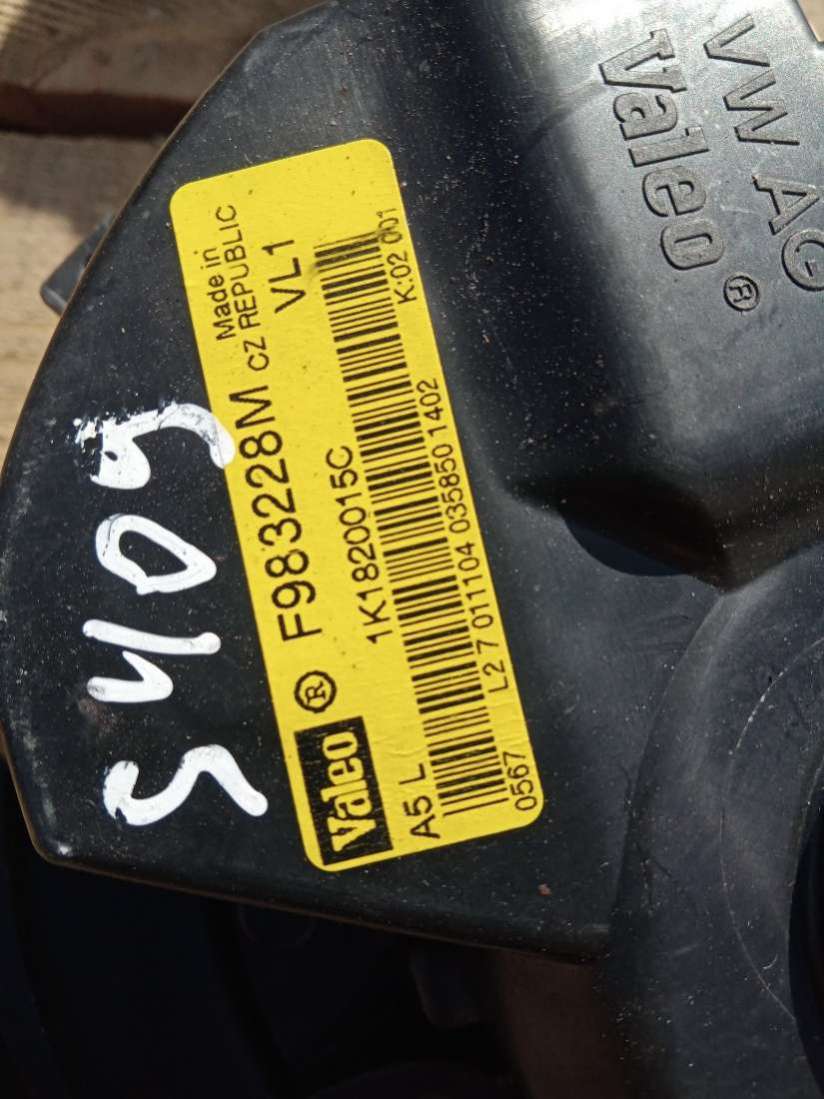 VW AG
Valeo ®
Valeo ® F983228M Made in
CZ REPUBLIC
1K1820015C VL1
A5 L
0567 L2 7 011104 035850 1402 K:02 001
5405